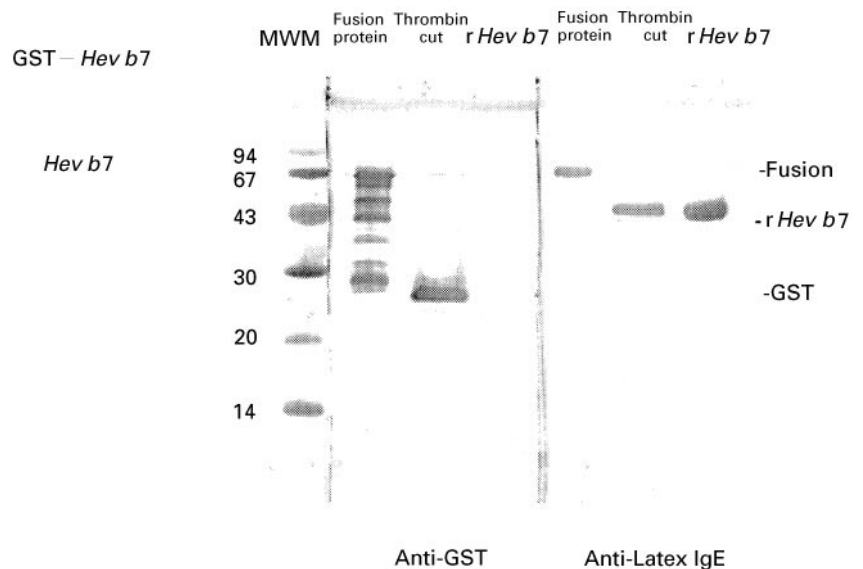 Fusion protein Thrombin cut r Hev b7 Fusion protein Thrombin cut r Hev b7
MWM
GST – Hev b7
Hev b7
94
67
43
30
20
14
-Fusion
-r Hev b7
-GST
Anti-GST Anti-Latex IgE